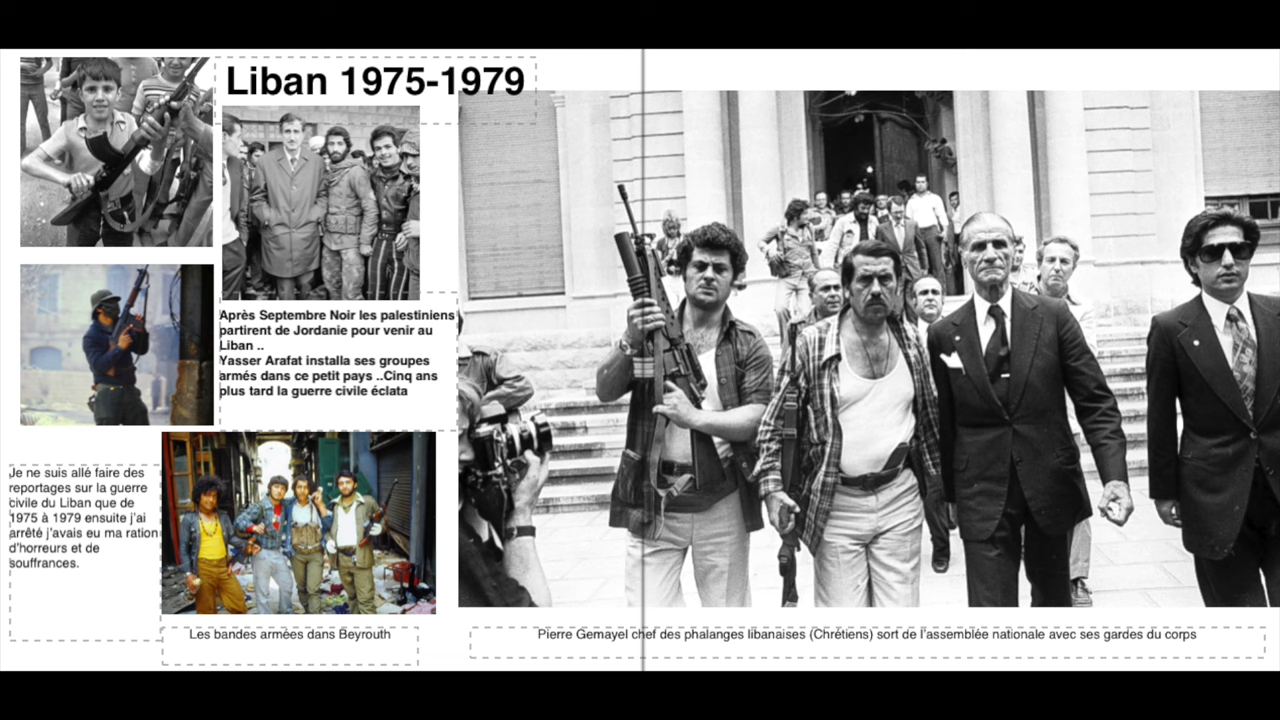 Liban 1975-1979
Après Septembre Noir les palestiniens
partirent de Jordanie pour venir au
Liban ..
Yasser Arafat installa ses groupes
armés dans ce petit pays ..Cinq ans
plus tard la guerre civile éclata
Je ne suis allé faire des
reportages sur la guerre
civile du Liban que de
1975 à 1979 ensuite j'ai
arrêté j'avais eu ma ration
d'horreurs et de
souffrances.
Les bandes armées dans Beyrouth
Pierre Gemayel chef des phalanges libanaises (Chrétiens) sort de l'assemblée nationale avec ses gardes du corps